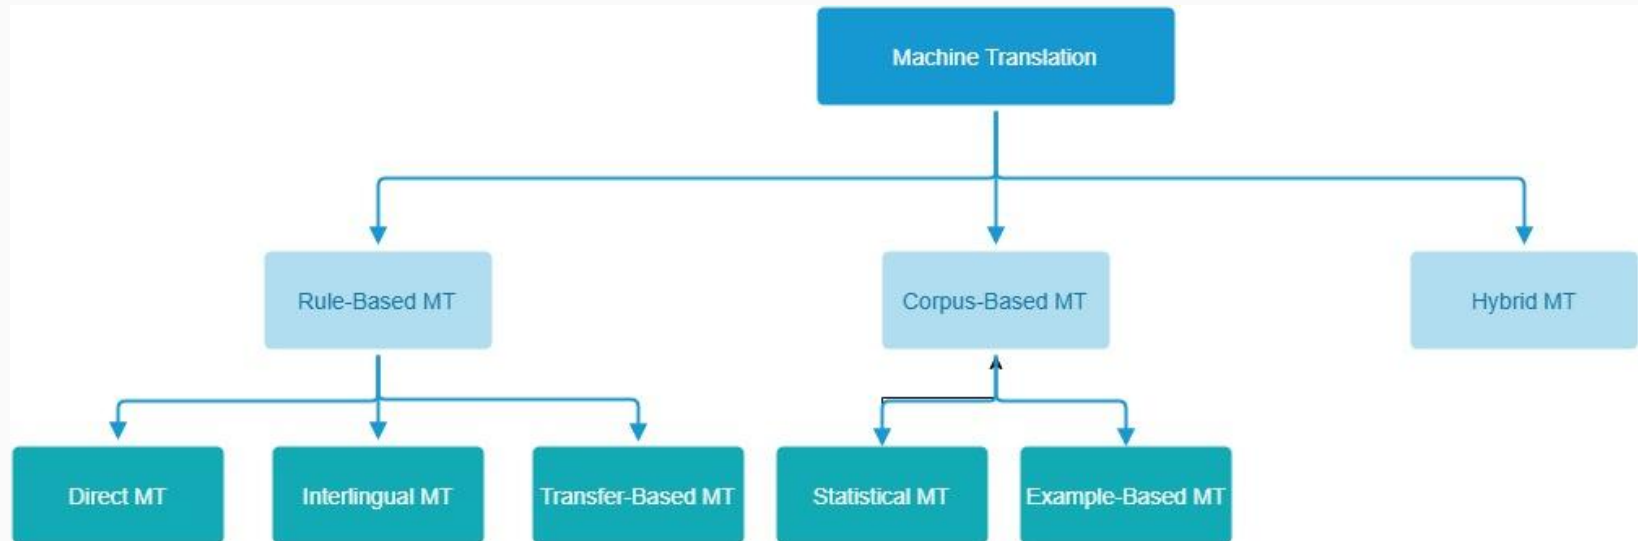 Machine Translation
Rule-Based MT
Corpus-Based MT
Hybrid MT
Direct MT
Interlingual MT
Transfer-Based MT
Statistical MT
Example-Based MT